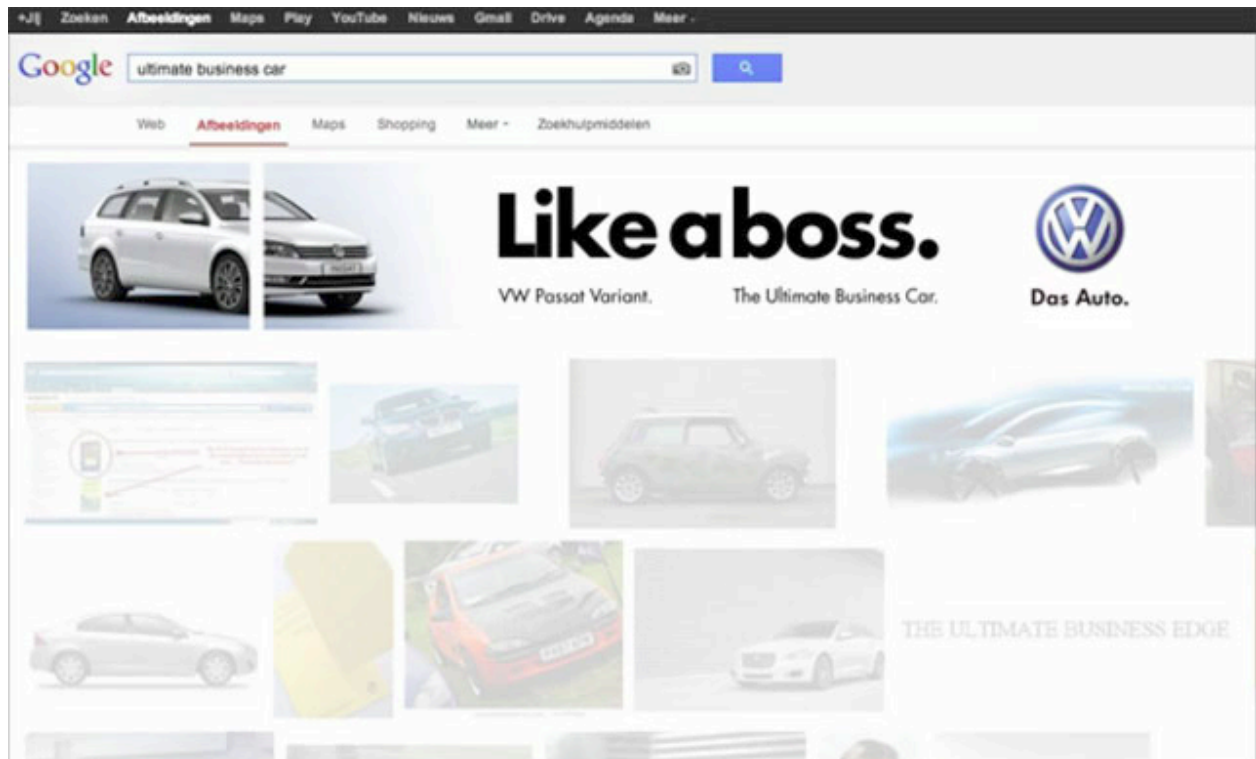 +Jij Zoeken Afbeeldingen Maps Play YouTube Nieuws Gmail Drive Agenda Meer
Google ultimate business car
Web Afbeeldingen Maps Shopping Meer Zoekhulpmiddelen
Like a boss.
VW Passat Variant. The Ultimate Business Car.
Das Auto.
THE ULTIMATE BUSINESS EDGE